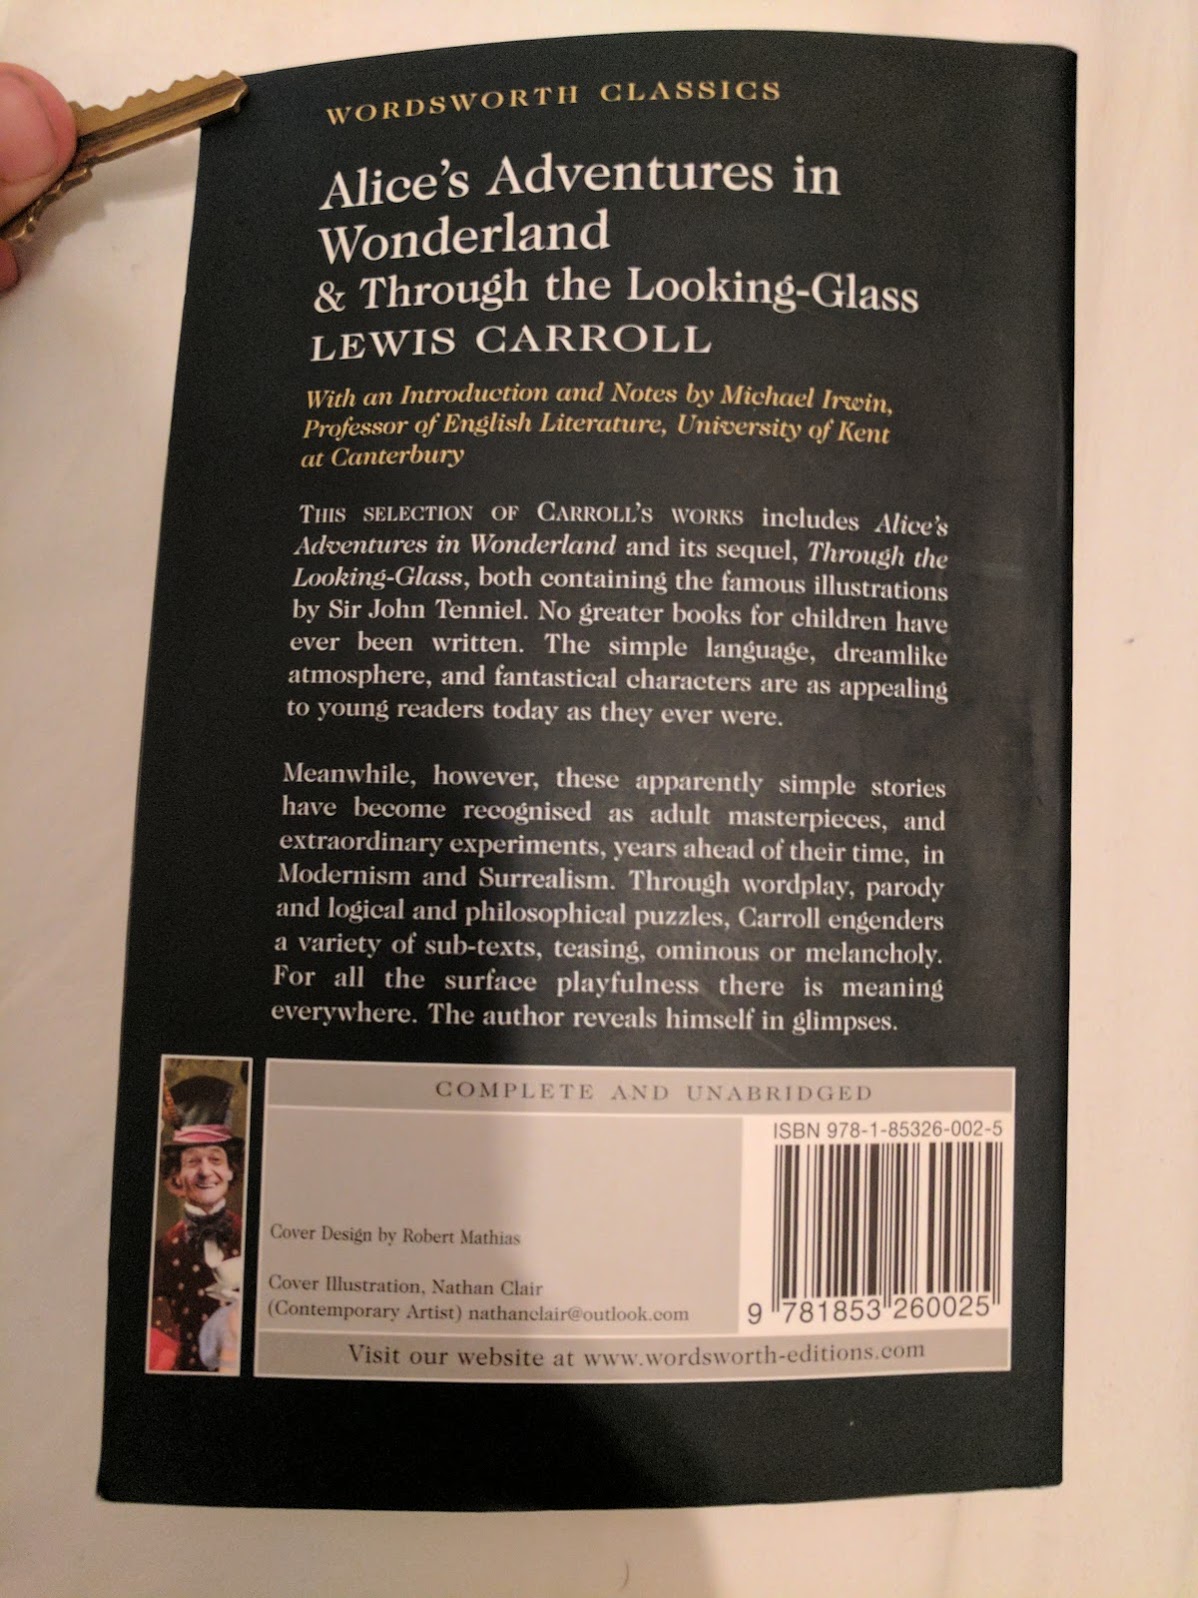 WORDSWORTH CLASSICS
Alice's Adventures in
Wonderland
& Through the Looking-Glass
LEWIS CARROLL
With an Introduction and Notes by Michael Irwin,
Professor of English Literature, University of Kent
at Canterbury
THIS SELECTION OF CARROLL'S WORKS includes Alice's
Adventures in Wonderland and its sequel, Through the
Looking-Glass, both containing the famous illustrations
by Sir John Tenniel. No greater books for children have
ever been written. The simple language, dreamlike
atmosphere, and fantastical characters are as appealing
to young readers today as they ever were.
Meanwhile, however, these apparently simple stories
have become recognised as adult masterpieces, and
extraordinary experiments, years ahead of their time, in
Modernism and Surrealism. Through wordplay, parody
and logical and philosophical puzzles, Carroll engenders
a variety of sub-texts, teasing, ominous or melancholy.
For all the surface playfulness there is meaning
everywhere. The author reveals himself in glimpses.
COMPLETE AND UNABRIDGED
ISBN 978-1-85326-002-5
Cover Design by Robert Mathias
Cover Illustration, Nathan Clair
(Contemporary Artist) nathanclair@outlook.com
9 781853 260025
Visit our website at www.wordsworth-editions.com